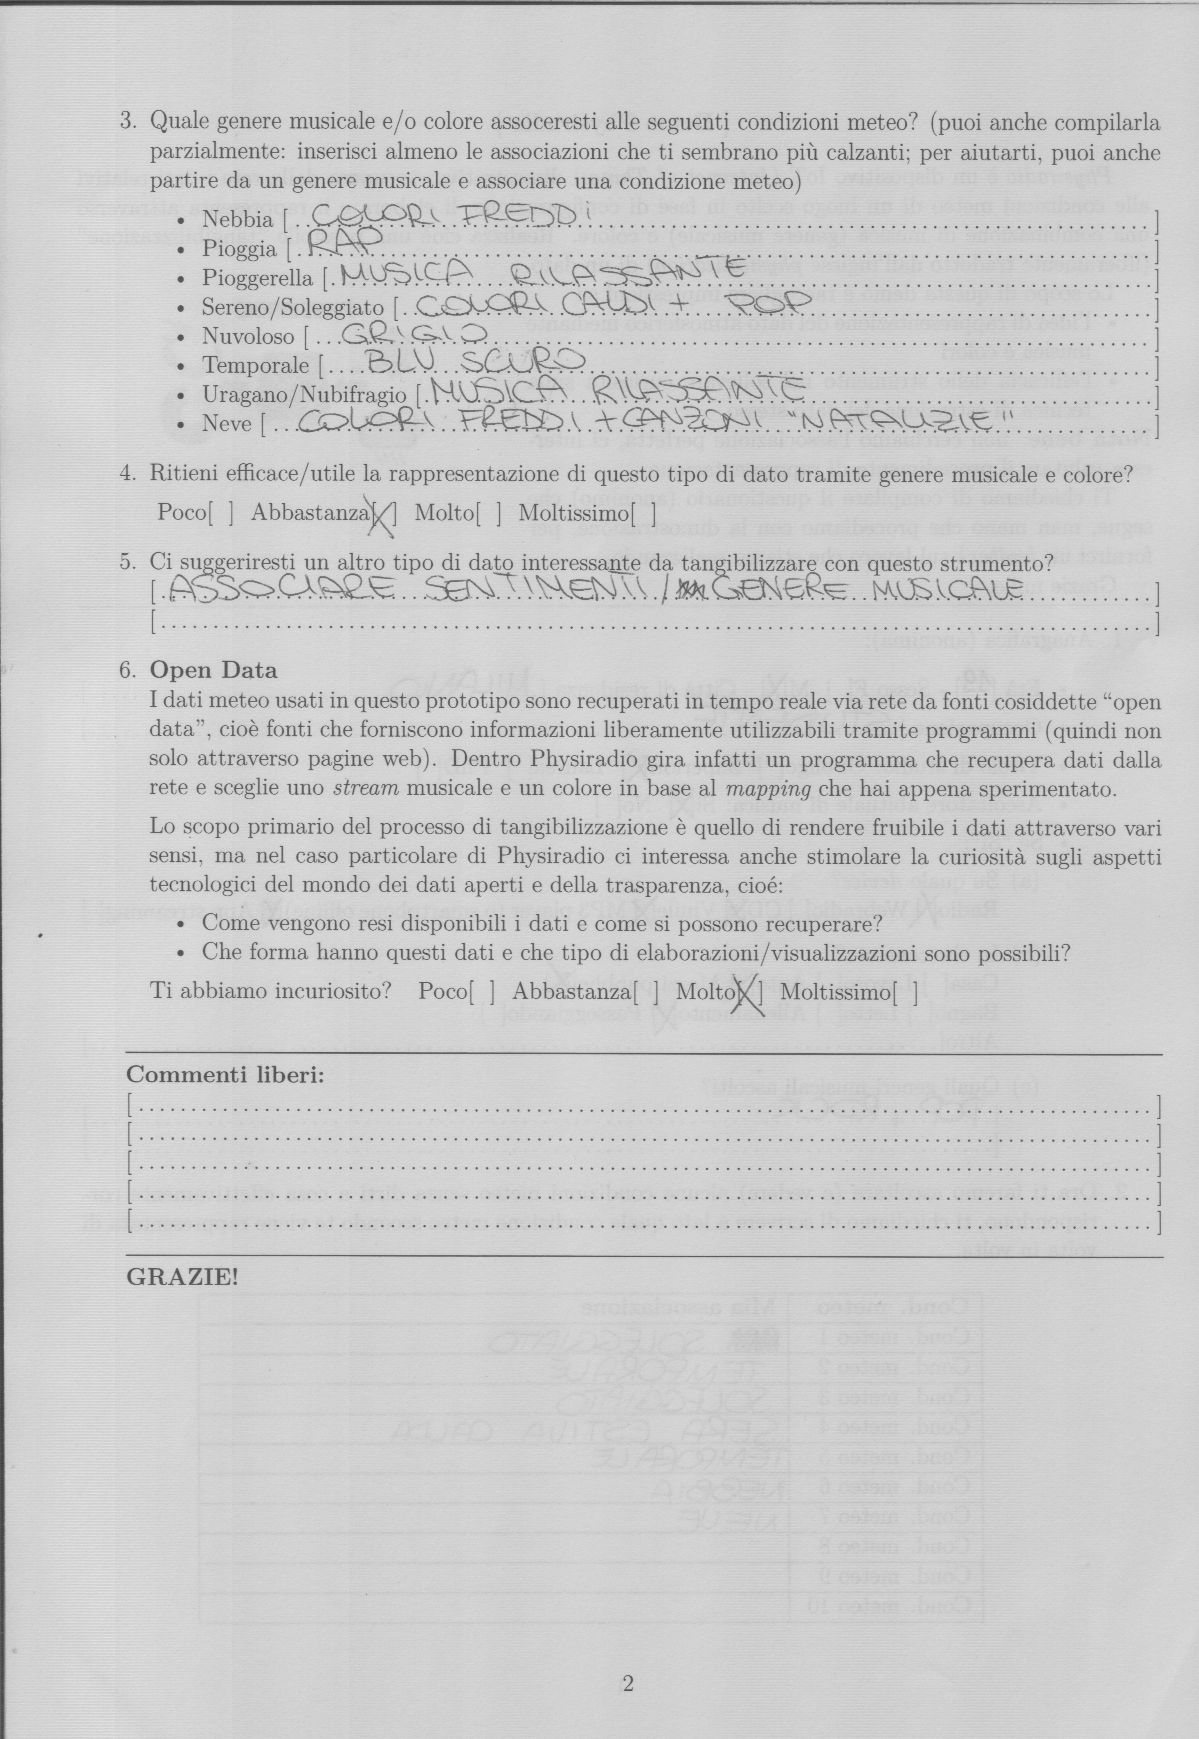 3. Quale genere musicale e/o colore assoceresti alle seguenti condizioni meteo? (puoi anche compilarla
parzialmente: inserisci almeno le associazioni che ti sembrano più calzanti; per aiutarti, puoi anche
partire da un genere musicale e associare una condizione meteo)
• Nebbia [ COLORI FREDDI ]
• Pioggia [ RAP ]
• Pioggerella [ MUSICA RILASSANTE ]
• Sereno/Soleggiato [ COLORI CALDI + POP ]
• Nuvoloso [ GRIGIO ]
• Temporale [ BLU SCURO ]
• Uragano/Nubifragio [ MUSICA RILASSANTE ]
• Neve [ COLORI FREDDI + CANZONI "NATALIZIE" ]
4. Ritieni efficace/utile la rappresentazione di questo tipo di dato tramite genere musicale e colore?
Poco[ ] Abbastanza[X] Molto[ ] Moltissimo[ ]
5. Ci suggeriresti un altro tipo di dato interessante da tangibilizzare con questo strumento?
[ ASSOCIARE SENTIMENTI / GENERE MUSICALE ]
[ ]
6. Open Data
I dati meteo usati in questo prototipo sono recuperati in tempo reale via rete da fonti cosiddette “open
data”, cioè fonti che forniscono informazioni liberamente utilizzabili tramite programmi (quindi non
solo attraverso pagine web). Dentro Physiradio gira infatti un programma che recupera dati dalla
rete e sceglie uno stream musicale e un colore in base al mapping che hai appena sperimentato.
Lo scopo primario del processo di tangibilizzazione è quello di rendere fruibile i dati attraverso vari
sensi, ma nel caso particolare di Physiradio ci interessa anche stimolare la curiosità sugli aspetti
tecnologici del mondo dei dati aperti e della trasparenza, cioé:
• Come vengono resi disponibili i dati e come si possono recuperare?
• Che forma hanno questi dati e che tipo di elaborazioni/visualizzazioni sono possibili?
Ti abbiamo incuriosito? Poco[ ] Abbastanza[ ] Molto[X] Moltissimo[ ]
Commenti liberi:
[ ]
[ ]
[ ]
[ ]
[ ]
GRAZIE!
2